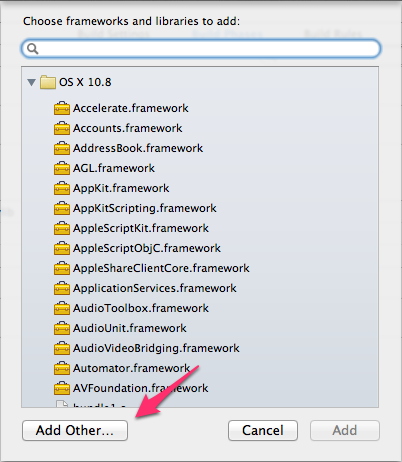 Choose frameworks and libraries to add:
OS X 10.8
Accelerate.framework
Accounts.framework
AddressBook.framework
AGL.framework
AppKit.framework
AppKitScripting.framework
AppleScriptKit.framework
AppleScriptObjC.framework
AppleShareClientCore.framework
ApplicationServices.framework
AudioToolbox.framework
AudioUnit.framework
AudioVideoBridging.framework
Automator.framework
AVFoundation.framework
Add Other...
Cancel
Add